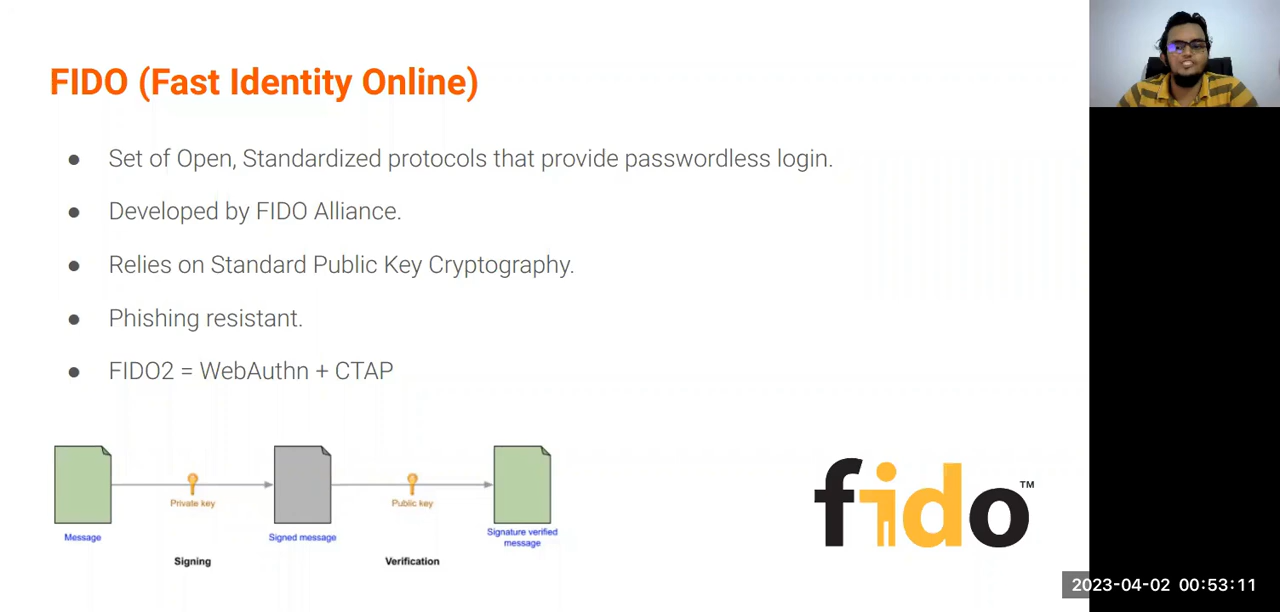 FIDO (Fast Identity Online)
● Set of Open, Standardized protocols that provide passwordless login.
● Developed by FIDO Alliance.
● Relies on Standard Public Key Cryptography.
● Phishing resistant.
● FIDO2 = WebAuthn + CTAP
Private key
Public key
Message
Signed message
Signature verified
message
Signing
Verification
fido™
2023-04-02 00:53:11